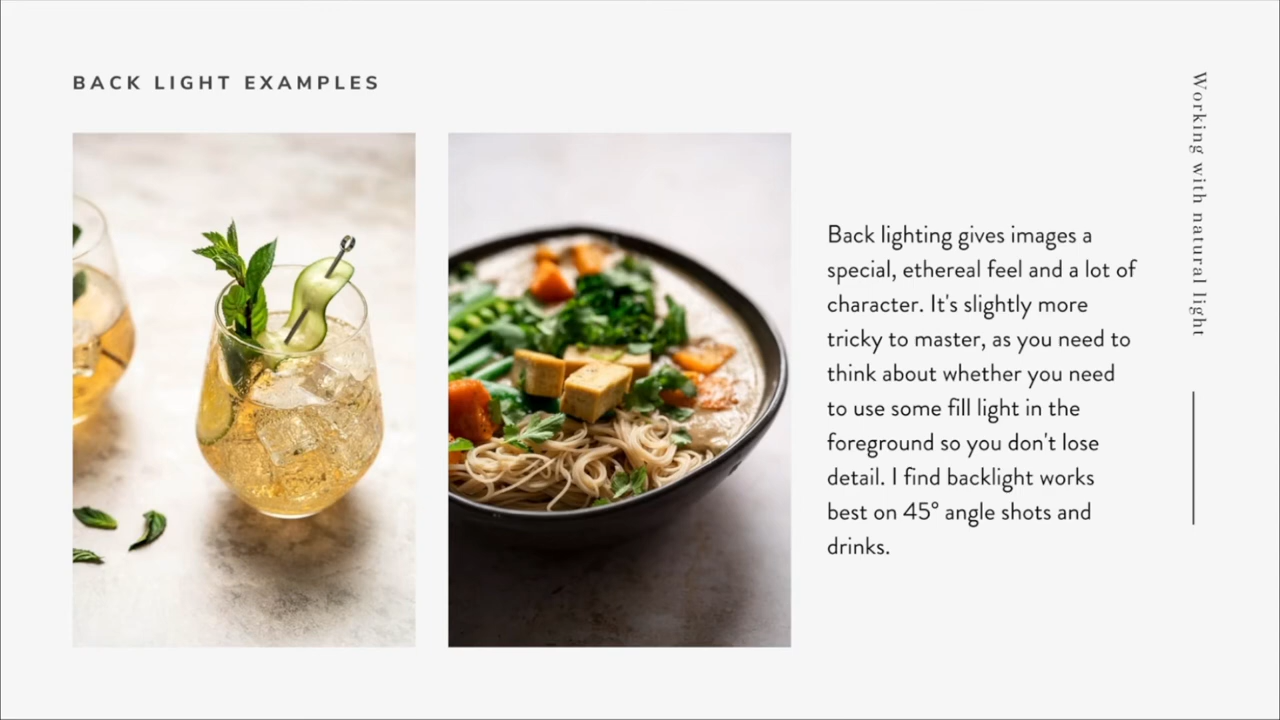 BACK LIGHT EXAMPLES
Back lighting gives images a
special, ethereal feel and a lot of
character. It's slightly more
tricky to master, as you need to
think about whether you need
to use some fill light in the
foreground so you don't lose
detail. I find backlight works
best on 45° angle shots and
drinks.
Working with natural light